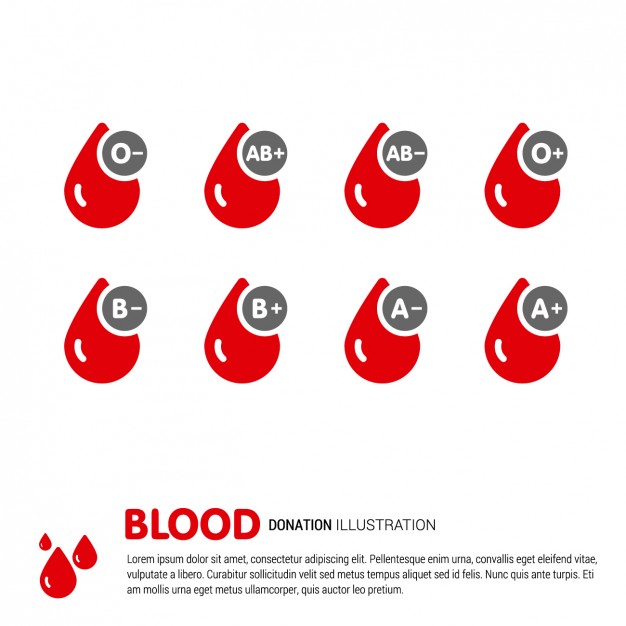 O− AB+ AB− O+
B− B+ A− A+
BLOOD DONATION ILLUSTRATION
Lorem ipsum dolor sit amet, consectetur adipiscing elit. Pellentesque enim urna, convallis eget efficitur vitae,
vulputate a libero. Curabitur sollicitudin velit sed metus tempus aliquet sed id felis. Nunc quis ante turpis. Eti
am mollis metus eget metus ullamcorper, quis auctor leo pretium.